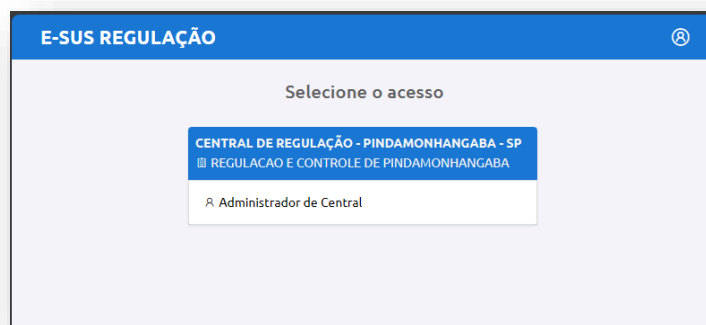 E-SUS REGULAÇÃO
Selecione o acesso
CENTRAL DE REGULAÇÃO - PINDAMONHANGABA - SP
REGULACAO E CONTROLE DE PINDAMONHANGABA
Administrador de Central